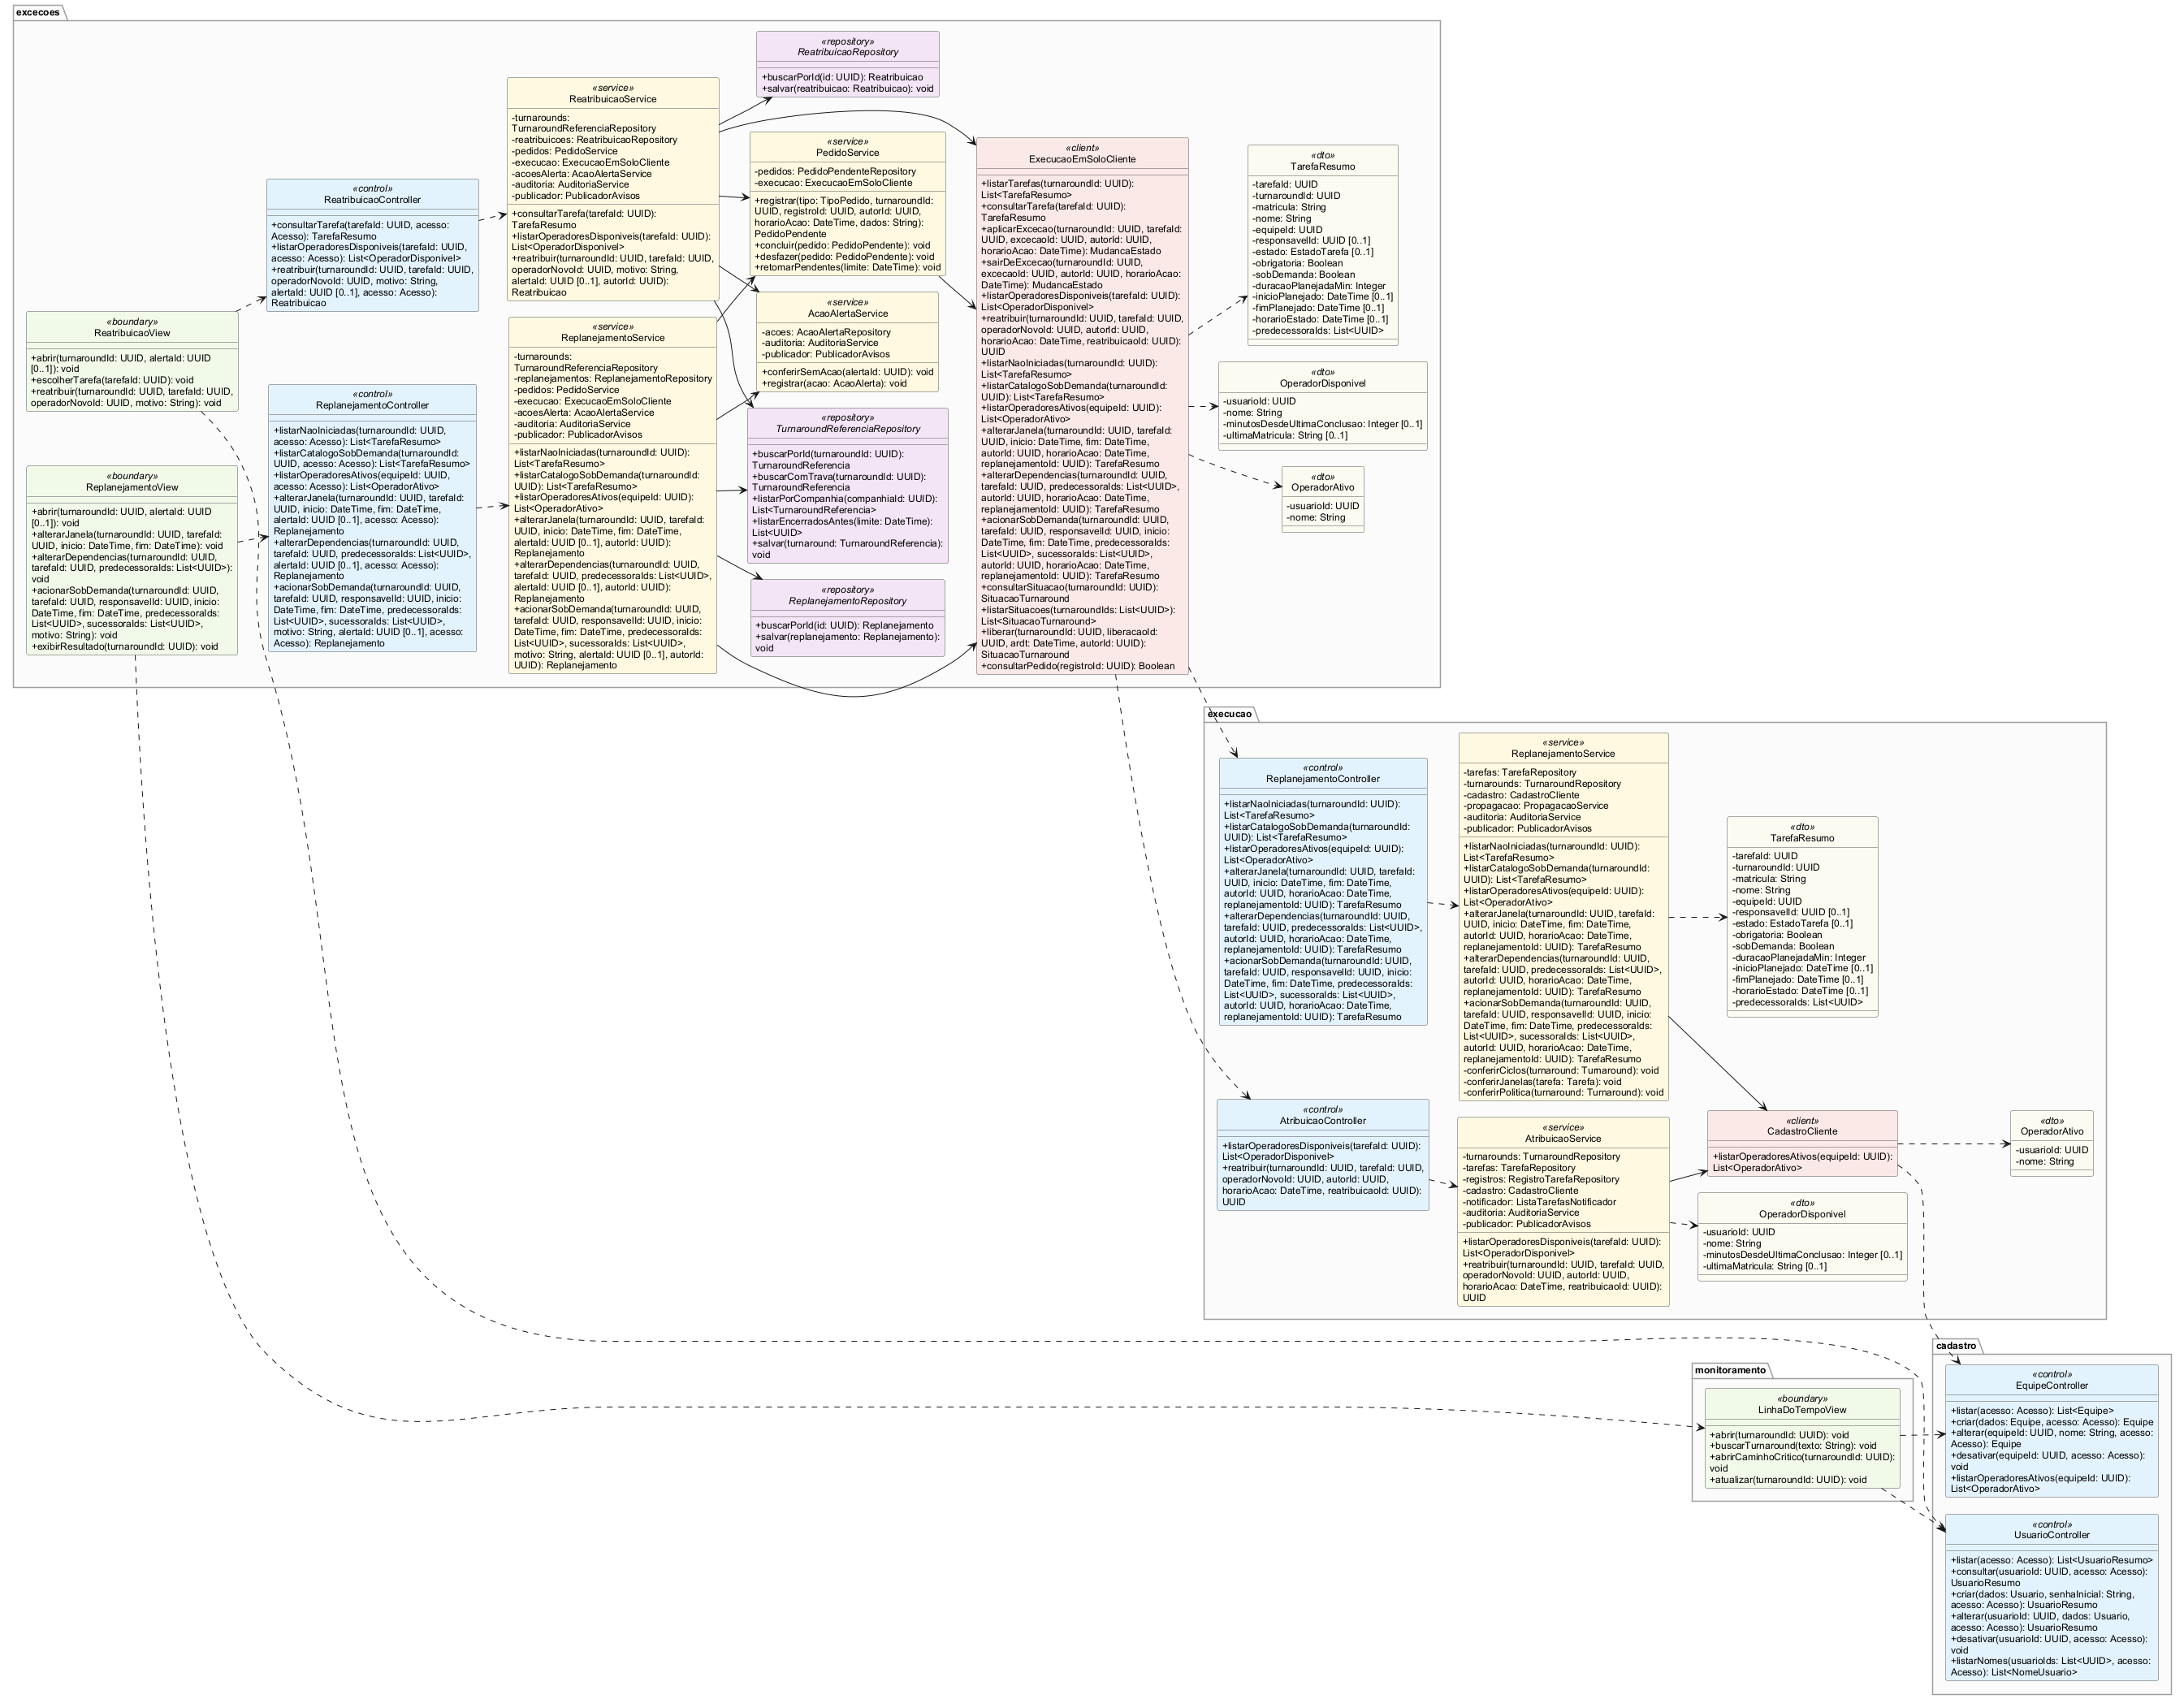 excecoes
«repository»
ReatribuicaoRepository
+buscarPorId(id: UUID): Reatribuicao
+salvar(reatribuicao: Reatribuicao): void
«service»
ReatribuicaoService
-turnarounds:
TurnaroundReferenciaRepository
-reatribuicoes: ReatribuicaoRepository
-pedidos: PedidoService
-execucao: ExecucaoEmSoloCliente
-acoesAlerta: AcaoAlertaService
-auditoria: AuditoriaService
-publicador: PublicadorAvisos
+consultarTarefa(tarefaId: UUID):
TarefaResumo
+listarOperadoresDisponiveis(tarefaId: UUID):
List<OperadorDisponivel>
+reatribuir(turnaroundId: UUID, tarefaId: UUID,
operadorNovoId: UUID, motivo: String,
alertaId: UUID [0..1], autorId: UUID):
Reatribuicao
«service»
PedidoService
-pedidos: PedidoPendenteRepository
-execucao: ExecucaoEmSoloCliente
+registrar(tipo: TipoPedido, turnaroundId:
UUID, registroId: UUID, autorId: UUID,
horarioAcao: DateTime, dados: String):
PedidoPendente
+concluir(pedido: PedidoPendente): void
+desfazer(pedido: PedidoPendente): void
+retomarPendentes(limite: DateTime): void
«client»
ExecucaoEmSoloCliente
+listarTarefas(turnaroundId: UUID):
List<TarefaResumo>
+consultarTarefa(tarefaId: UUID):
TarefaResumo
+aplicarExcecao(turnaroundId: UUID, tarefaId:
UUID, excecaoId: UUID, autorId: UUID,
horarioAcao: DateTime): MudancaEstado
+sairDeExcecao(turnaroundId: UUID,
excecaoId: UUID, autorId: UUID, horarioAcao:
DateTime): MudancaEstado
+listarOperadoresDisponiveis(tarefaId: UUID):
List<OperadorDisponivel>
+reatribuir(turnaroundId: UUID, tarefaId: UUID,
operadorNovoId: UUID, autorId: UUID,
horarioAcao: DateTime, reatribuicaoId: UUID):
UUID
+listarNaoIniciadas(turnaroundId: UUID):
List<TarefaResumo>
+listarCatalogoSobDemanda(turnaroundId:
UUID): List<TarefaResumo>
+listarOperadoresAtivos(equipeId: UUID):
List<OperadorAtivo>
+alterarJanela(turnaroundId: UUID, tarefaId:
UUID, inicio: DateTime, fim: DateTime,
autorId: UUID, horarioAcao: DateTime,
replanejamentoId: UUID): TarefaResumo
+alterarDependencias(turnaroundId: UUID,
tarefaId: UUID, predecessoraIds: List<UUID>,
autorId: UUID, horarioAcao: DateTime,
replanejamentoId: UUID): TarefaResumo
+acionarSobDemanda(turnaroundId: UUID,
tarefaId: UUID, responsavelId: UUID, inicio:
DateTime, fim: DateTime, predecessoraIds:
List<UUID>, sucessoraIds: List<UUID>,
autorId: UUID, horarioAcao: DateTime,
replanejamentoId: UUID): TarefaResumo
+consultarSituacao(turnaroundId: UUID):
SituacaoTurnaround
+listarSituacoes(turnaroundIds: List<UUID>):
List<SituacaoTurnaround>
+liberar(turnaroundId: UUID, liberacaoId:
UUID, ardt: DateTime, autorId: UUID):
SituacaoTurnaround
+consultarPedido(registroId: UUID): Boolean
«dto»
TarefaResumo
-tarefaId: UUID
-turnaroundId: UUID
-matricula: String
-nome: String
-equipeId: UUID
-responsavelId: UUID [0..1]
-estado: EstadoTarefa [0..1]
-obrigatoria: Boolean
-sobDemanda: Boolean
-duracaoPlanejadaMin: Integer
-inicioPlanejado: DateTime [0..1]
-fimPlanejado: DateTime [0..1]
-horarioEstado: DateTime [0..1]
-predecessoraIds: List<UUID>
«control»
ReatribuicaoController
+consultarTarefa(tarefaId: UUID, acesso:
Acesso): TarefaResumo
+listarOperadoresDisponiveis(tarefaId: UUID,
acesso: Acesso): List<OperadorDisponivel>
+reatribuir(turnaroundId: UUID, tarefaId: UUID,
operadorNovoId: UUID, motivo: String,
alertaId: UUID [0..1], acesso: Acesso):
Reatribuicao
«boundary»
ReatribuicaoView
+abrir(turnaroundId: UUID, alertaId: UUID
[0..1]): void
+escolherTarefa(tarefaId: UUID): void
+reatribuir(turnaroundId: UUID, tarefaId: UUID,
operadorNovoId: UUID, motivo: String): void
«service»
AcaoAlertaService
-acoes: AcaoAlertaRepository
-auditoria: AuditoriaService
-publicador: PublicadorAvisos
+conferirSemAcao(alertaId: UUID): void
+registrar(acao: AcaoAlerta): void
«service»
ReplanejamentoService
-turnarounds:
TurnaroundReferenciaRepository
-replanejamentos: ReplanejamentoRepository
-pedidos: PedidoService
-execucao: ExecucaoEmSoloCliente
-acoesAlerta: AcaoAlertaService
-auditoria: AuditoriaService
-publicador: PublicadorAvisos
+listarNaoIniciadas(turnaroundId: UUID):
List<TarefaResumo>
+listarCatalogoSobDemanda(turnaroundId:
UUID): List<TarefaResumo>
+listarOperadoresAtivos(equipeId: UUID):
List<OperadorAtivo>
+alterarJanela(turnaroundId: UUID, tarefaId:
UUID, inicio: DateTime, fim: DateTime,
alertaId: UUID [0..1], autorId: UUID):
Replanejamento
+alterarDependencias(turnaroundId: UUID,
tarefaId: UUID, predecessoraIds: List<UUID>,
alertaId: UUID [0..1], autorId: UUID):
Replanejamento
+acionarSobDemanda(turnaroundId: UUID,
tarefaId: UUID, responsavelId: UUID, inicio:
DateTime, fim: DateTime, predecessoraIds:
List<UUID>, sucessoraIds: List<UUID>,
motivo: String, alertaId: UUID [0..1], autorId:
UUID): Replanejamento
«dto»
OperadorDisponivel
-usuarioId: UUID
-nome: String
-minutosDesdeUltimaConclusao: Integer [0..1]
-ultimaMatricula: String [0..1]
«control»
ReplanejamentoController
+listarNaoIniciadas(turnaroundId: UUID,
acesso: Acesso): List<TarefaResumo>
+listarCatalogoSobDemanda(turnaroundId:
UUID, acesso: Acesso): List<TarefaResumo>
+listarOperadoresAtivos(equipeId: UUID,
acesso: Acesso): List<OperadorAtivo>
+alterarJanela(turnaroundId: UUID, tarefaId:
UUID, inicio: DateTime, fim: DateTime,
alertaId: UUID [0..1], acesso: Acesso):
Replanejamento
+alterarDependencias(turnaroundId: UUID,
tarefaId: UUID, predecessoraIds: List<UUID>,
alertaId: UUID [0..1], acesso: Acesso):
Replanejamento
+acionarSobDemanda(turnaroundId: UUID,
tarefaId: UUID, responsavelId: UUID, inicio:
DateTime, fim: DateTime, predecessoraIds:
List<UUID>, sucessoraIds: List<UUID>,
motivo: String, alertaId: UUID [0..1], acesso:
Acesso): Replanejamento
«repository»
TurnaroundReferenciaRepository
+buscarPorId(turnaroundId: UUID):
TurnaroundReferencia
+buscarComTrava(turnaroundId: UUID):
TurnaroundReferencia
+listarPorCompanhia(companhiaId: UUID):
List<TurnaroundReferencia>
+listarEncerradosAntes(limite: DateTime):
List<UUID>
+salvar(turnaround: TurnaroundReferencia):
void
«boundary»
ReplanejamentoView
+abrir(turnaroundId: UUID, alertaId: UUID
[0..1]): void
+alterarJanela(turnaroundId: UUID, tarefaId:
UUID, inicio: DateTime, fim: DateTime): void
+alterarDependencias(turnaroundId: UUID,
tarefaId: UUID, predecessoraIds: List<UUID>):
void
+acionarSobDemanda(turnaroundId: UUID,
tarefaId: UUID, responsavelId: UUID, inicio:
DateTime, fim: DateTime, predecessoraIds:
List<UUID>, sucessoraIds: List<UUID>,
motivo: String): void
+exibirResultado(turnaroundId: UUID): void
«dto»
OperadorAtivo
-usuarioId: UUID
-nome: String
«repository»
ReplanejamentoRepository
+buscarPorId(id: UUID): Replanejamento
+salvar(replanejamento: Replanejamento):
void
execucao
«control»
ReplanejamentoController
+listarNaoIniciadas(turnaroundId: UUID):
List<TarefaResumo>
+listarCatalogoSobDemanda(turnaroundId:
UUID): List<TarefaResumo>
+listarOperadoresAtivos(equipeId: UUID):
List<OperadorAtivo>
+alterarJanela(turnaroundId: UUID, tarefaId:
UUID, inicio: DateTime, fim: DateTime,
autorId: UUID, horarioAcao: DateTime,
replanejamentoId: UUID): TarefaResumo
+alterarDependencias(turnaroundId: UUID,
tarefaId: UUID, predecessoraIds: List<UUID>,
autorId: UUID, horarioAcao: DateTime,
replanejamentoId: UUID): TarefaResumo
+acionarSobDemanda(turnaroundId: UUID,
tarefaId: UUID, responsavelId: UUID, inicio:
DateTime, fim: DateTime, predecessoraIds:
List<UUID>, sucessoraIds: List<UUID>,
autorId: UUID, horarioAcao: DateTime,
replanejamentoId: UUID): TarefaResumo
«service»
ReplanejamentoService
-tarefas: TarefaRepository
-turnarounds: TurnaroundRepository
-cadastro: CadastroCliente
-propagacao: PropagacaoService
-auditoria: AuditoriaService
-publicador: PublicadorAvisos
+listarNaoIniciadas(turnaroundId: UUID):
List<TarefaResumo>
+listarCatalogoSobDemanda(turnaroundId:
UUID): List<TarefaResumo>
+listarOperadoresAtivos(equipeId: UUID):
List<OperadorAtivo>
+alterarJanela(turnaroundId: UUID, tarefaId:
UUID, inicio: DateTime, fim: DateTime,
autorId: UUID, horarioAcao: DateTime,
replanejamentoId: UUID): TarefaResumo
+alterarDependencias(turnaroundId: UUID,
tarefaId: UUID, predecessoraIds: List<UUID>,
autorId: UUID, horarioAcao: DateTime,
replanejamentoId: UUID): TarefaResumo
+acionarSobDemanda(turnaroundId: UUID,
tarefaId: UUID, responsavelId: UUID, inicio:
DateTime, fim: DateTime, predecessoraIds:
List<UUID>, sucessoraIds: List<UUID>,
autorId: UUID, horarioAcao: DateTime,
replanejamentoId: UUID): TarefaResumo
-conferirCiclos(turnaround: Turnaround): void
-conferirJanelas(tarefa: Tarefa): void
-conferirPolitica(turnaround: Turnaround): void
«dto»
TarefaResumo
-tarefaId: UUID
-turnaroundId: UUID
-matricula: String
-nome: String
-equipeId: UUID
-responsavelId: UUID [0..1]
-estado: EstadoTarefa [0..1]
-obrigatoria: Boolean
-sobDemanda: Boolean
-duracaoPlanejadaMin: Integer
-inicioPlanejado: DateTime [0..1]
-fimPlanejado: DateTime [0..1]
-horarioEstado: DateTime [0..1]
-predecessoraIds: List<UUID>
«control»
AtribuicaoController
+listarOperadoresDisponiveis(tarefaId: UUID):
List<OperadorDisponivel>
+reatribuir(turnaroundId: UUID, tarefaId: UUID,
operadorNovoId: UUID, autorId: UUID,
horarioAcao: DateTime, reatribuicaoId: UUID):
UUID
«service»
AtribuicaoService
-turnarounds: TurnaroundRepository
-tarefas: TarefaRepository
-registros: RegistroTarefaRepository
-cadastro: CadastroCliente
-notificador: ListaTarefasNotificador
-auditoria: AuditoriaService
-publicador: PublicadorAvisos
+listarOperadoresDisponiveis(tarefaId: UUID):
List<OperadorDisponivel>
+reatribuir(turnaroundId: UUID, tarefaId: UUID,
operadorNovoId: UUID, autorId: UUID,
horarioAcao: DateTime, reatribuicaoId: UUID):
UUID
«client»
CadastroCliente
+listarOperadoresAtivos(equipeId: UUID):
List<OperadorAtivo>
«dto»
OperadorAtivo
-usuarioId: UUID
-nome: String
«dto»
OperadorDisponivel
-usuarioId: UUID
-nome: String
-minutosDesdeUltimaConclusao: Integer [0..1]
-ultimaMatricula: String [0..1]
monitoramento
«boundary»
LinhaDoTempoView
+abrir(turnaroundId: UUID): void
+buscarTurnaround(texto: String): void
+abrirCaminhoCritico(turnaroundId: UUID):
void
+atualizar(turnaroundId: UUID): void
cadastro
«control»
EquipeController
+listar(acesso: Acesso): List<Equipe>
+criar(dados: Equipe, acesso: Acesso): Equipe
+alterar(equipeId: UUID, nome: String, acesso:
Acesso): Equipe
+desativar(equipeId: UUID, acesso: Acesso):
void
+listarOperadoresAtivos(equipeId: UUID):
List<OperadorAtivo>
«control»
UsuarioController
+listar(acesso: Acesso): List<UsuarioResumo>
+consultar(usuarioId: UUID, acesso: Acesso):
UsuarioResumo
+criar(dados: Usuario, senhaInicial: String,
acesso: Acesso): UsuarioResumo
+alterar(usuarioId: UUID, dados: Usuario,
acesso: Acesso): UsuarioResumo
+desativar(usuarioId: UUID, acesso: Acesso):
void
+listarNomes(usuarioIds: List<UUID>, acesso:
Acesso): List<NomeUsuario>